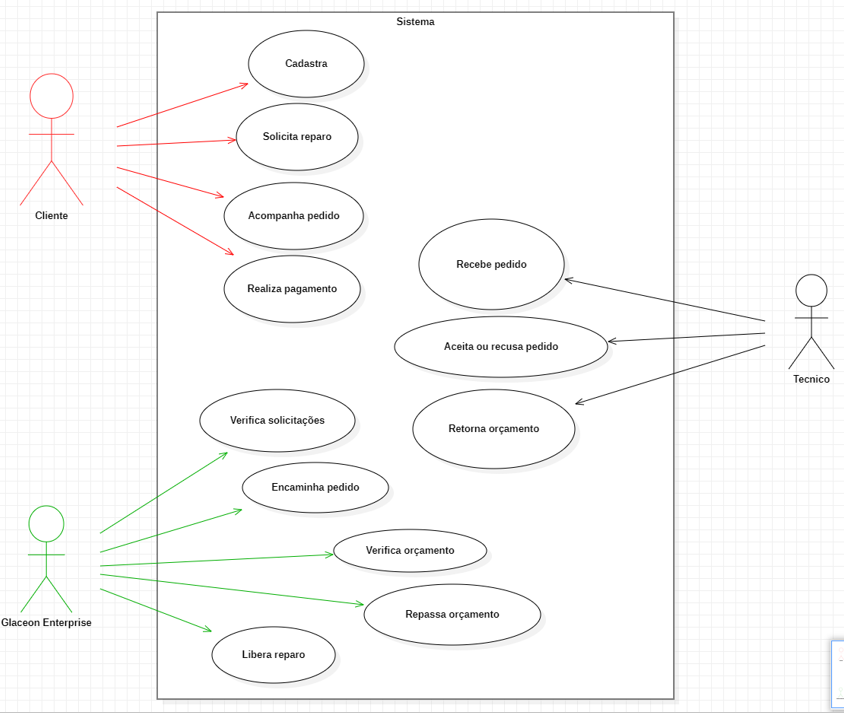 Sistema
Cadastra
Solicita reparo
Cliente
Acompanha pedido
Recebe pedido
Realiza pagamento
Aceita ou recusa pedido
Tecnico
Verifica solicitações
Retorna orçamento
Encaminha pedido
Verifica orçamento
Repassa orçamento
Glaceon Enterprise
Libera reparo